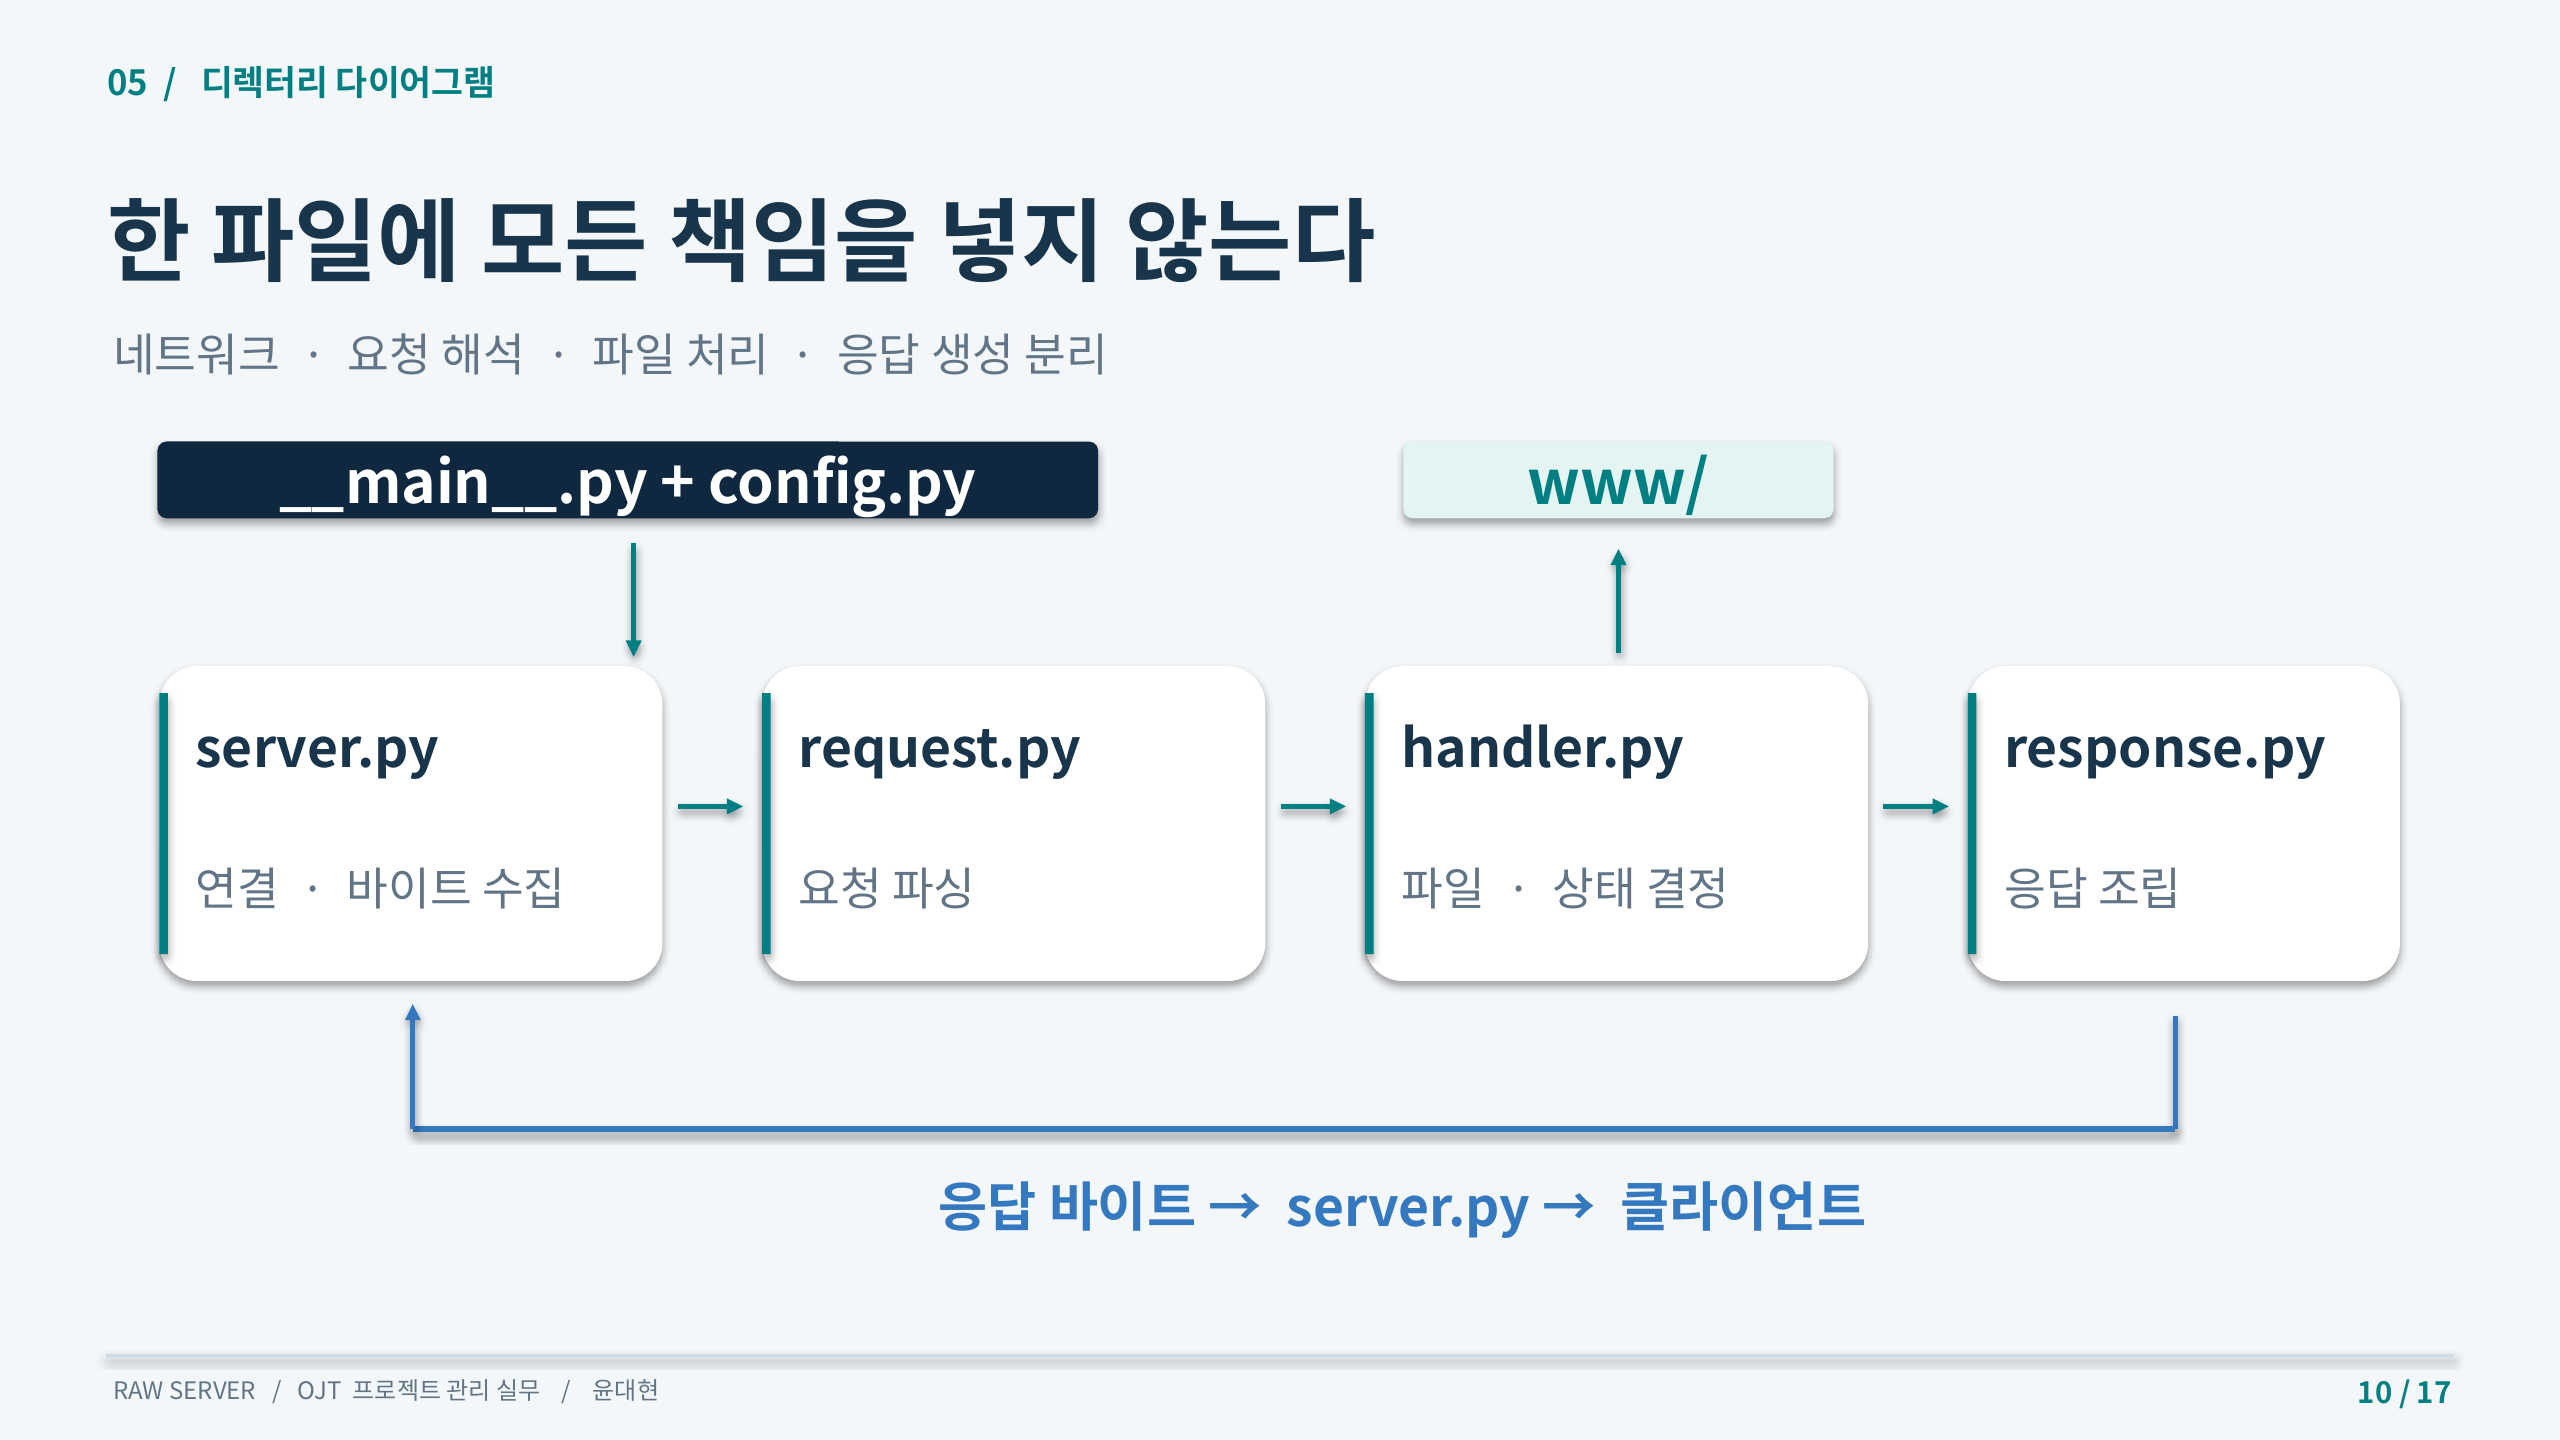 05 / 디렉터리 다이어그램
한 파일에 모든 책임을 넣지 않는다
네트워크 · 요청 해석 · 파일 처리 · 응답 생성 분리
__main__.py + config.py
www/
server.py
연결 · 바이트 수집
request.py
요청 파싱
handler.py
파일 · 상태 결정
response.py
응답 조립
응답 바이트 → server.py → 클라이언트
RAW SERVER / OJT 프로젝트 관리 실무 / 윤대현
10 / 17